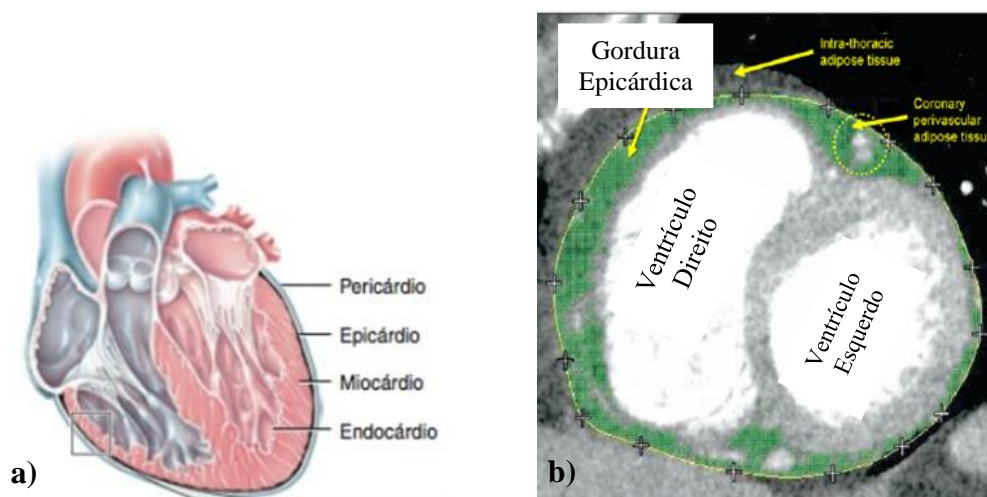 Pericárdio
Epicárdio
Miocárdio
Endocárdio
a)
Gordura
Epicárdica
Intra-thoracic
adipose tissue
Coronary
perivascular
adipose tissu
Ventrículo
Direito
Ventrículo
Esquerdo
b)